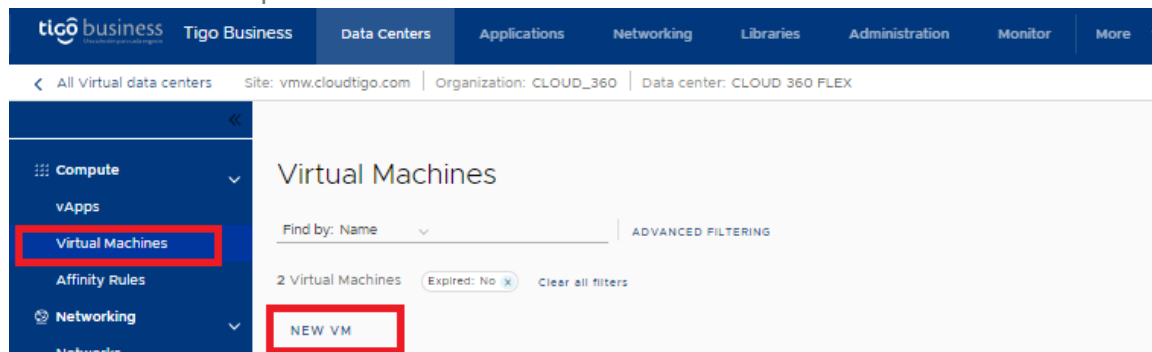 tigo business Tigo Business Data Centers Applications Networking Libraries Administration Monitor More
All Virtual data centers Site: vmw.cloudtigo.com Organization: CLOUD_360 Data center: CLOUD 360 FLEX
Compute
vApps
Virtual Machines
Affinity Rules
Networking
Networks
Virtual Machines
Find by: Name ADVANCED FILTERING
2 Virtual Machines Expired: No x Clear all filters
NEW VM